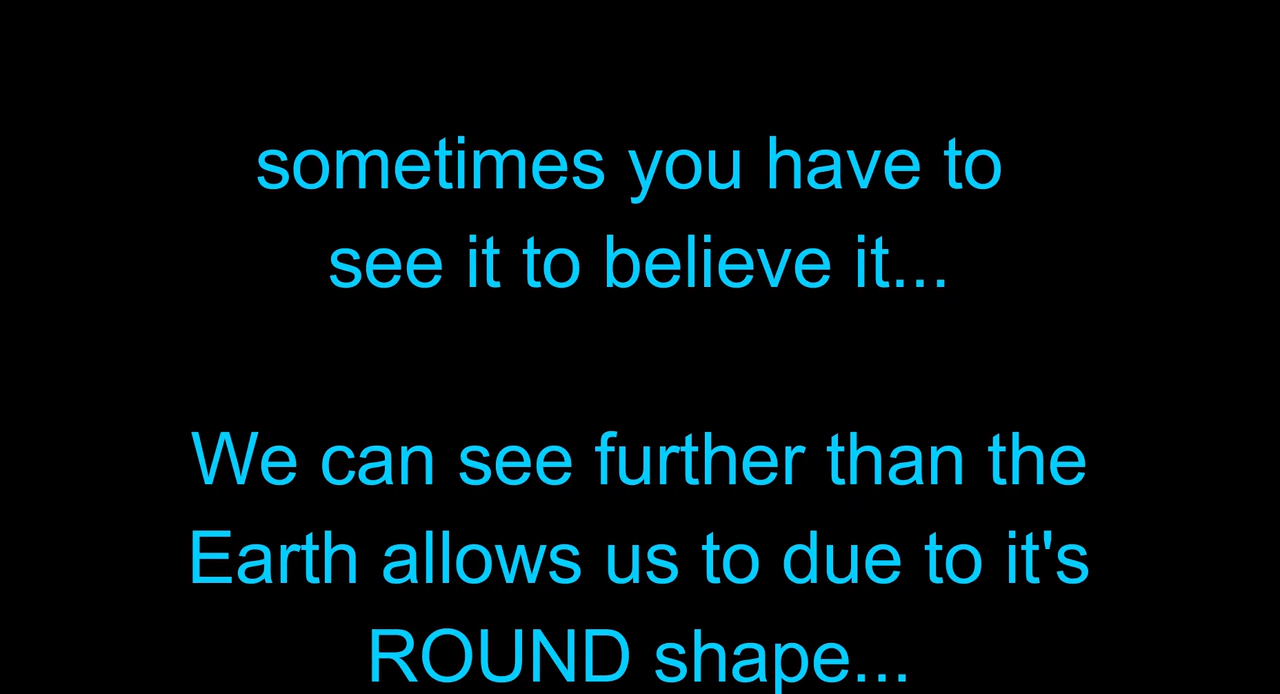 sometimes you have to
see it to believe it...
We can see further than the
Earth allows us to due to it's
ROUND shape...